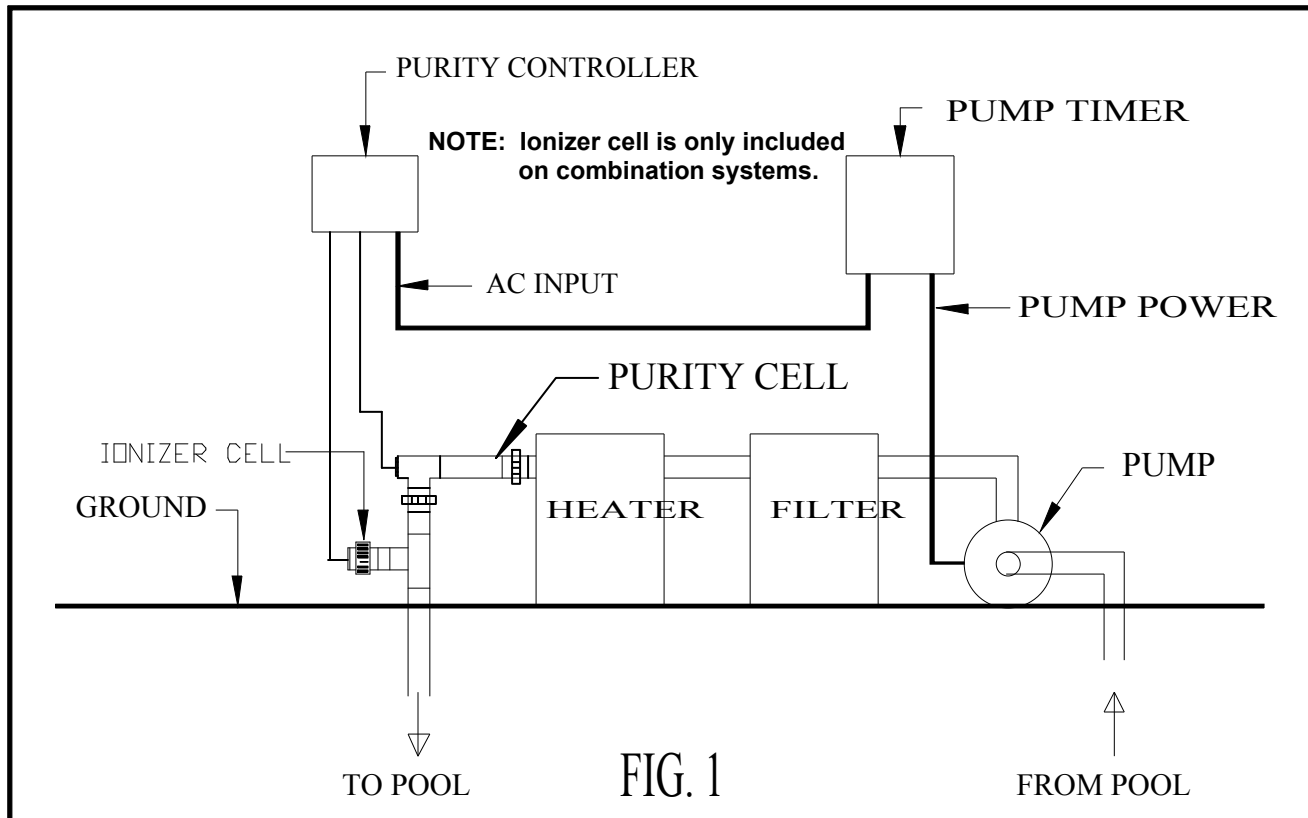 PURITY CONTROLLER
PUMP TIMER
NOTE: Ionizer cell is only included
on combination systems.
AC INPUT
PUMP POWER
PURITY CELL
IONIZER CELL
PUMP
GROUND
HEATER
FILTER
TO POOL
FIG. 1
FROM POOL